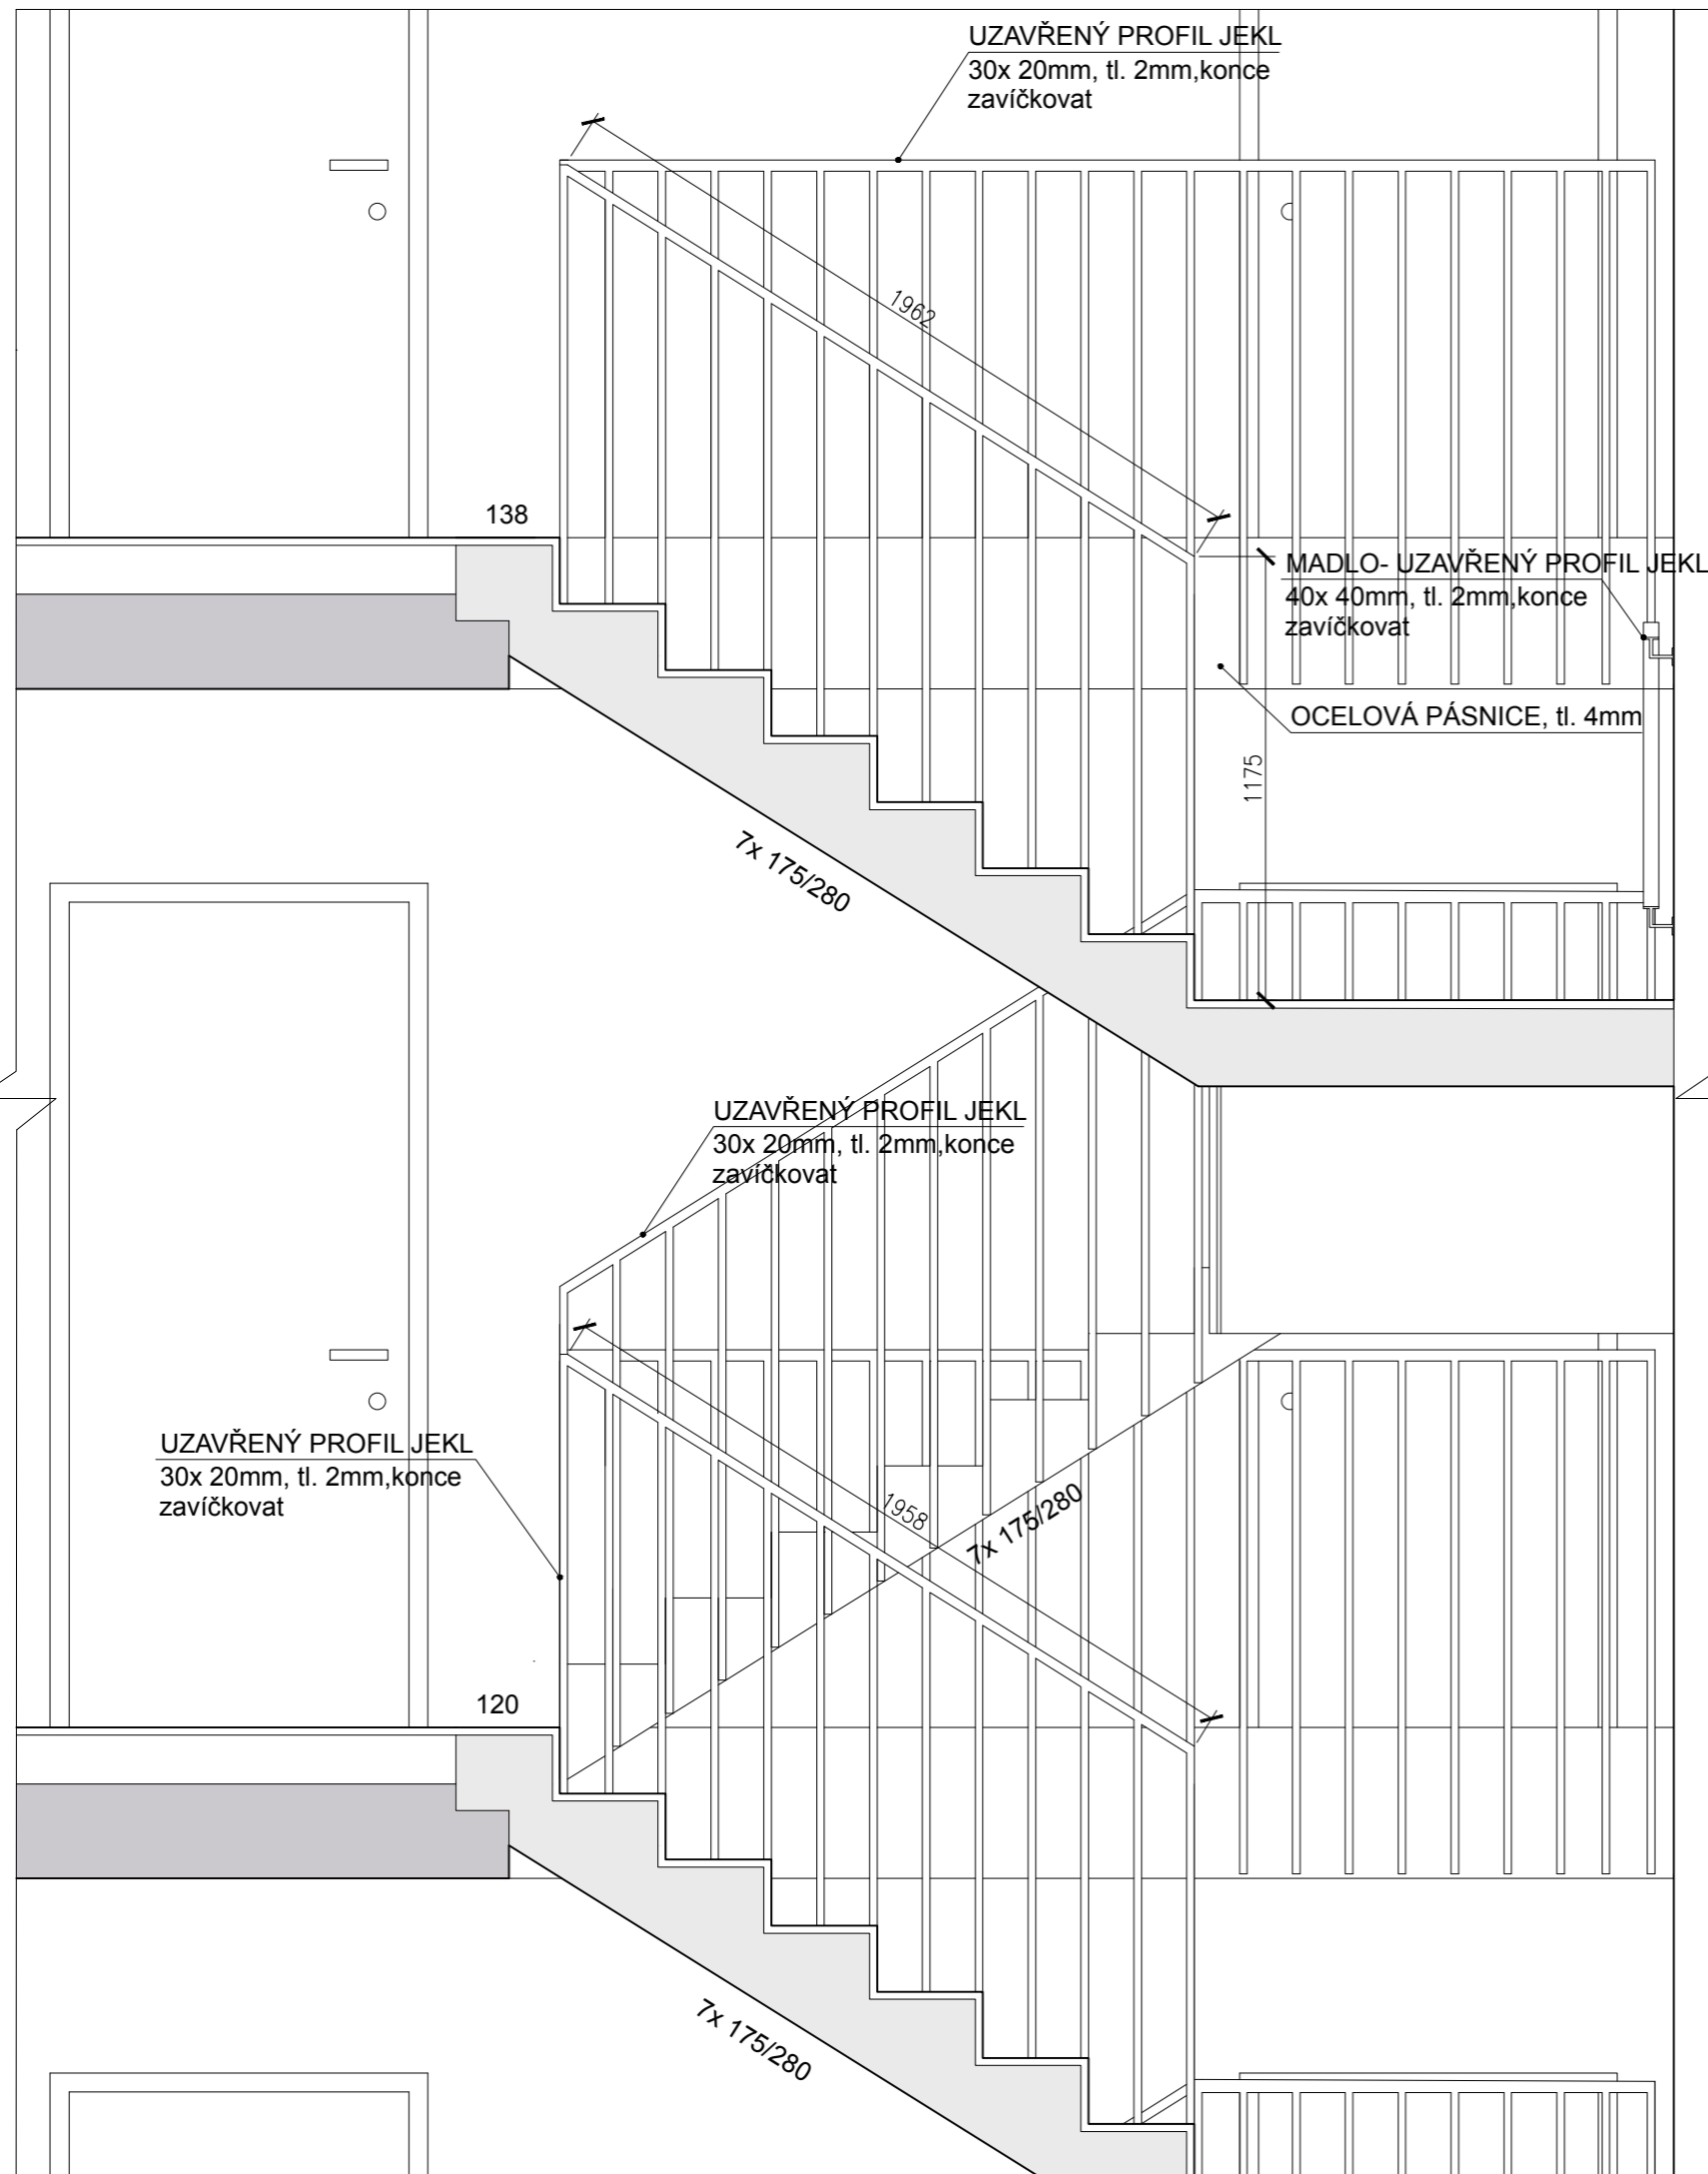 UZAVŘENÝ PROFIL JEKL
30x 20mm, tl. 2mm,konce
zavíčkovat
1962
138
MADLO- UZAVŘENÝ PROFIL JEKL
40x 40mm, tl. 2mm,konce
zavíčkovat
OCELOVÁ PÁSNICE, tl. 4mm
1175
7x 175/280
UZAVŘENÝ PROFIL JEKL
30x 20mm, tl. 2mm,konce
zavíčkovat
UZAVŘENÝ PROFIL JEKL
30x 20mm, tl. 2mm,konce
zavíčkovat
1958
7x 175/280
120
7x 175/280